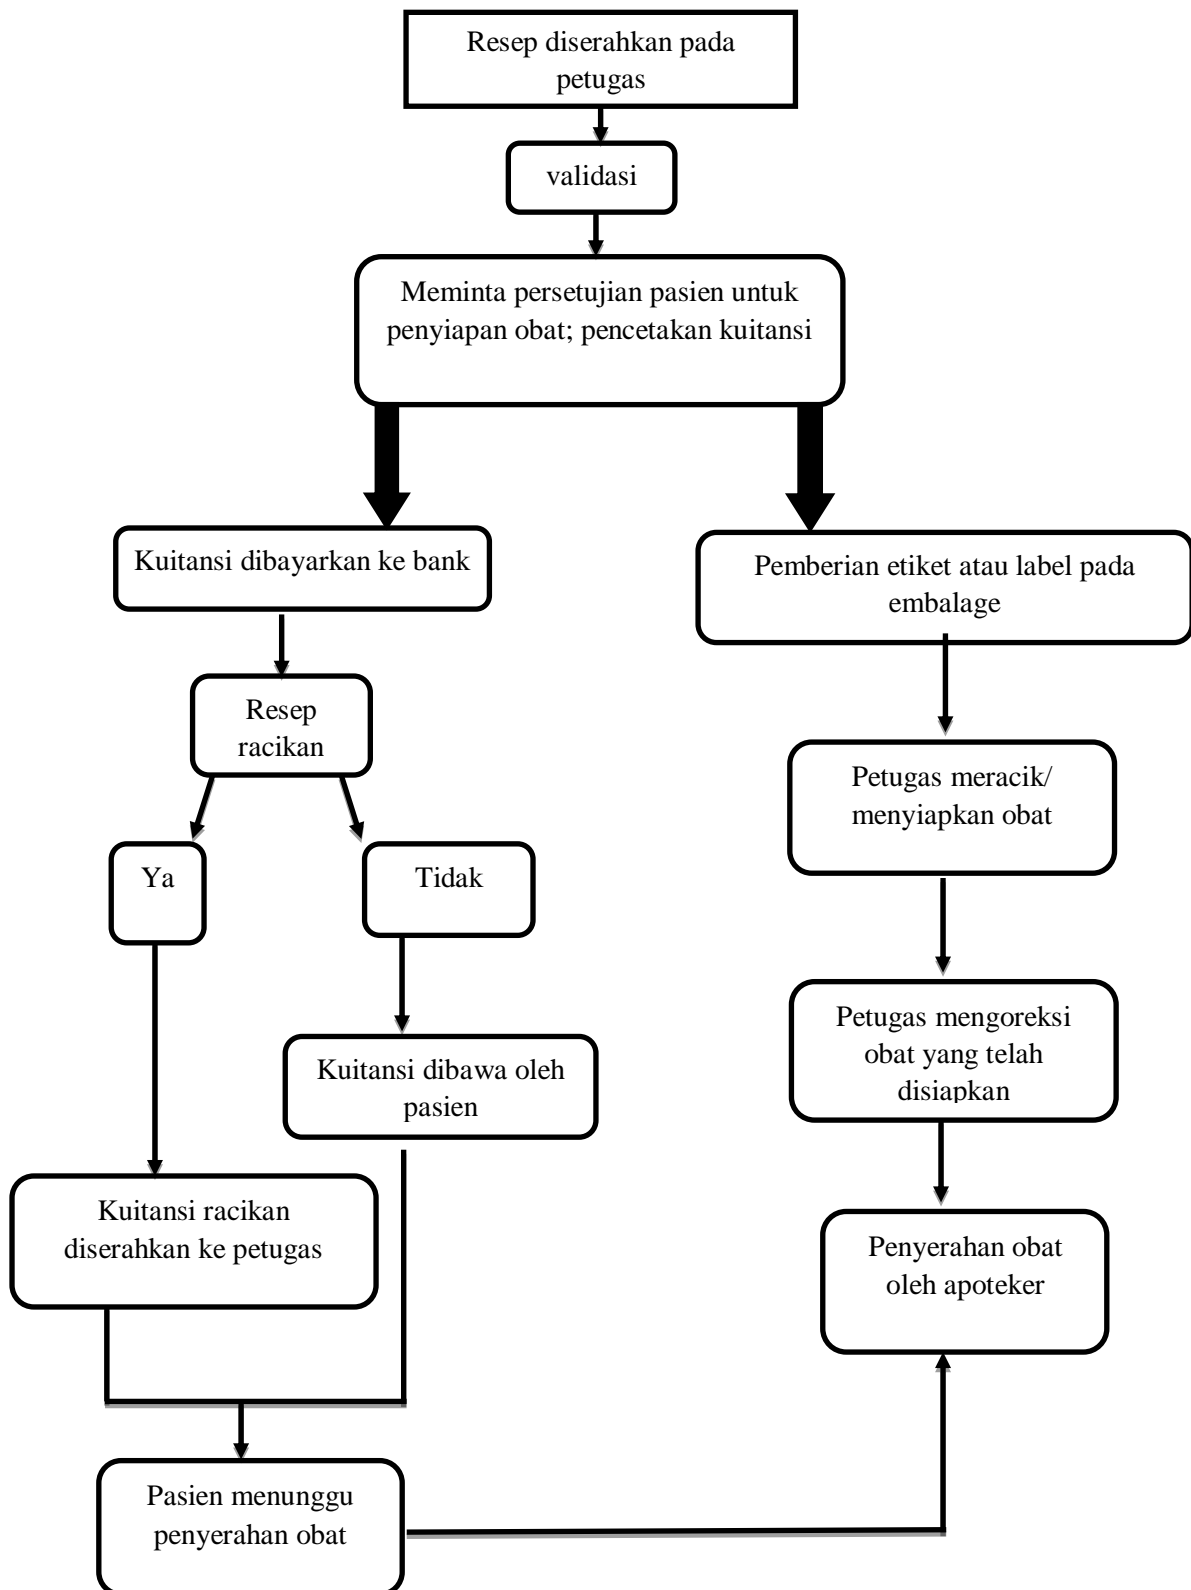 Resep diserahkan pada
petugas
validasi
Meminta persetujian pasien untuk
penyiapan obat; pencetakan kuitansi
Kuitansi dibayarkan ke bank
Resep
racikan
Ya
Tidak
Kuitansi dibawa oleh
pasien
Kuitansi racikan
diserahkan ke petugas
Pasien menunggu
penyerahan obat
Pemberian etiket atau label pada
embalage
Petugas meracik/
menyiapkan obat
Petugas mengoreksi
obat yang telah
disiapkan
Penyerahan obat
oleh apoteker